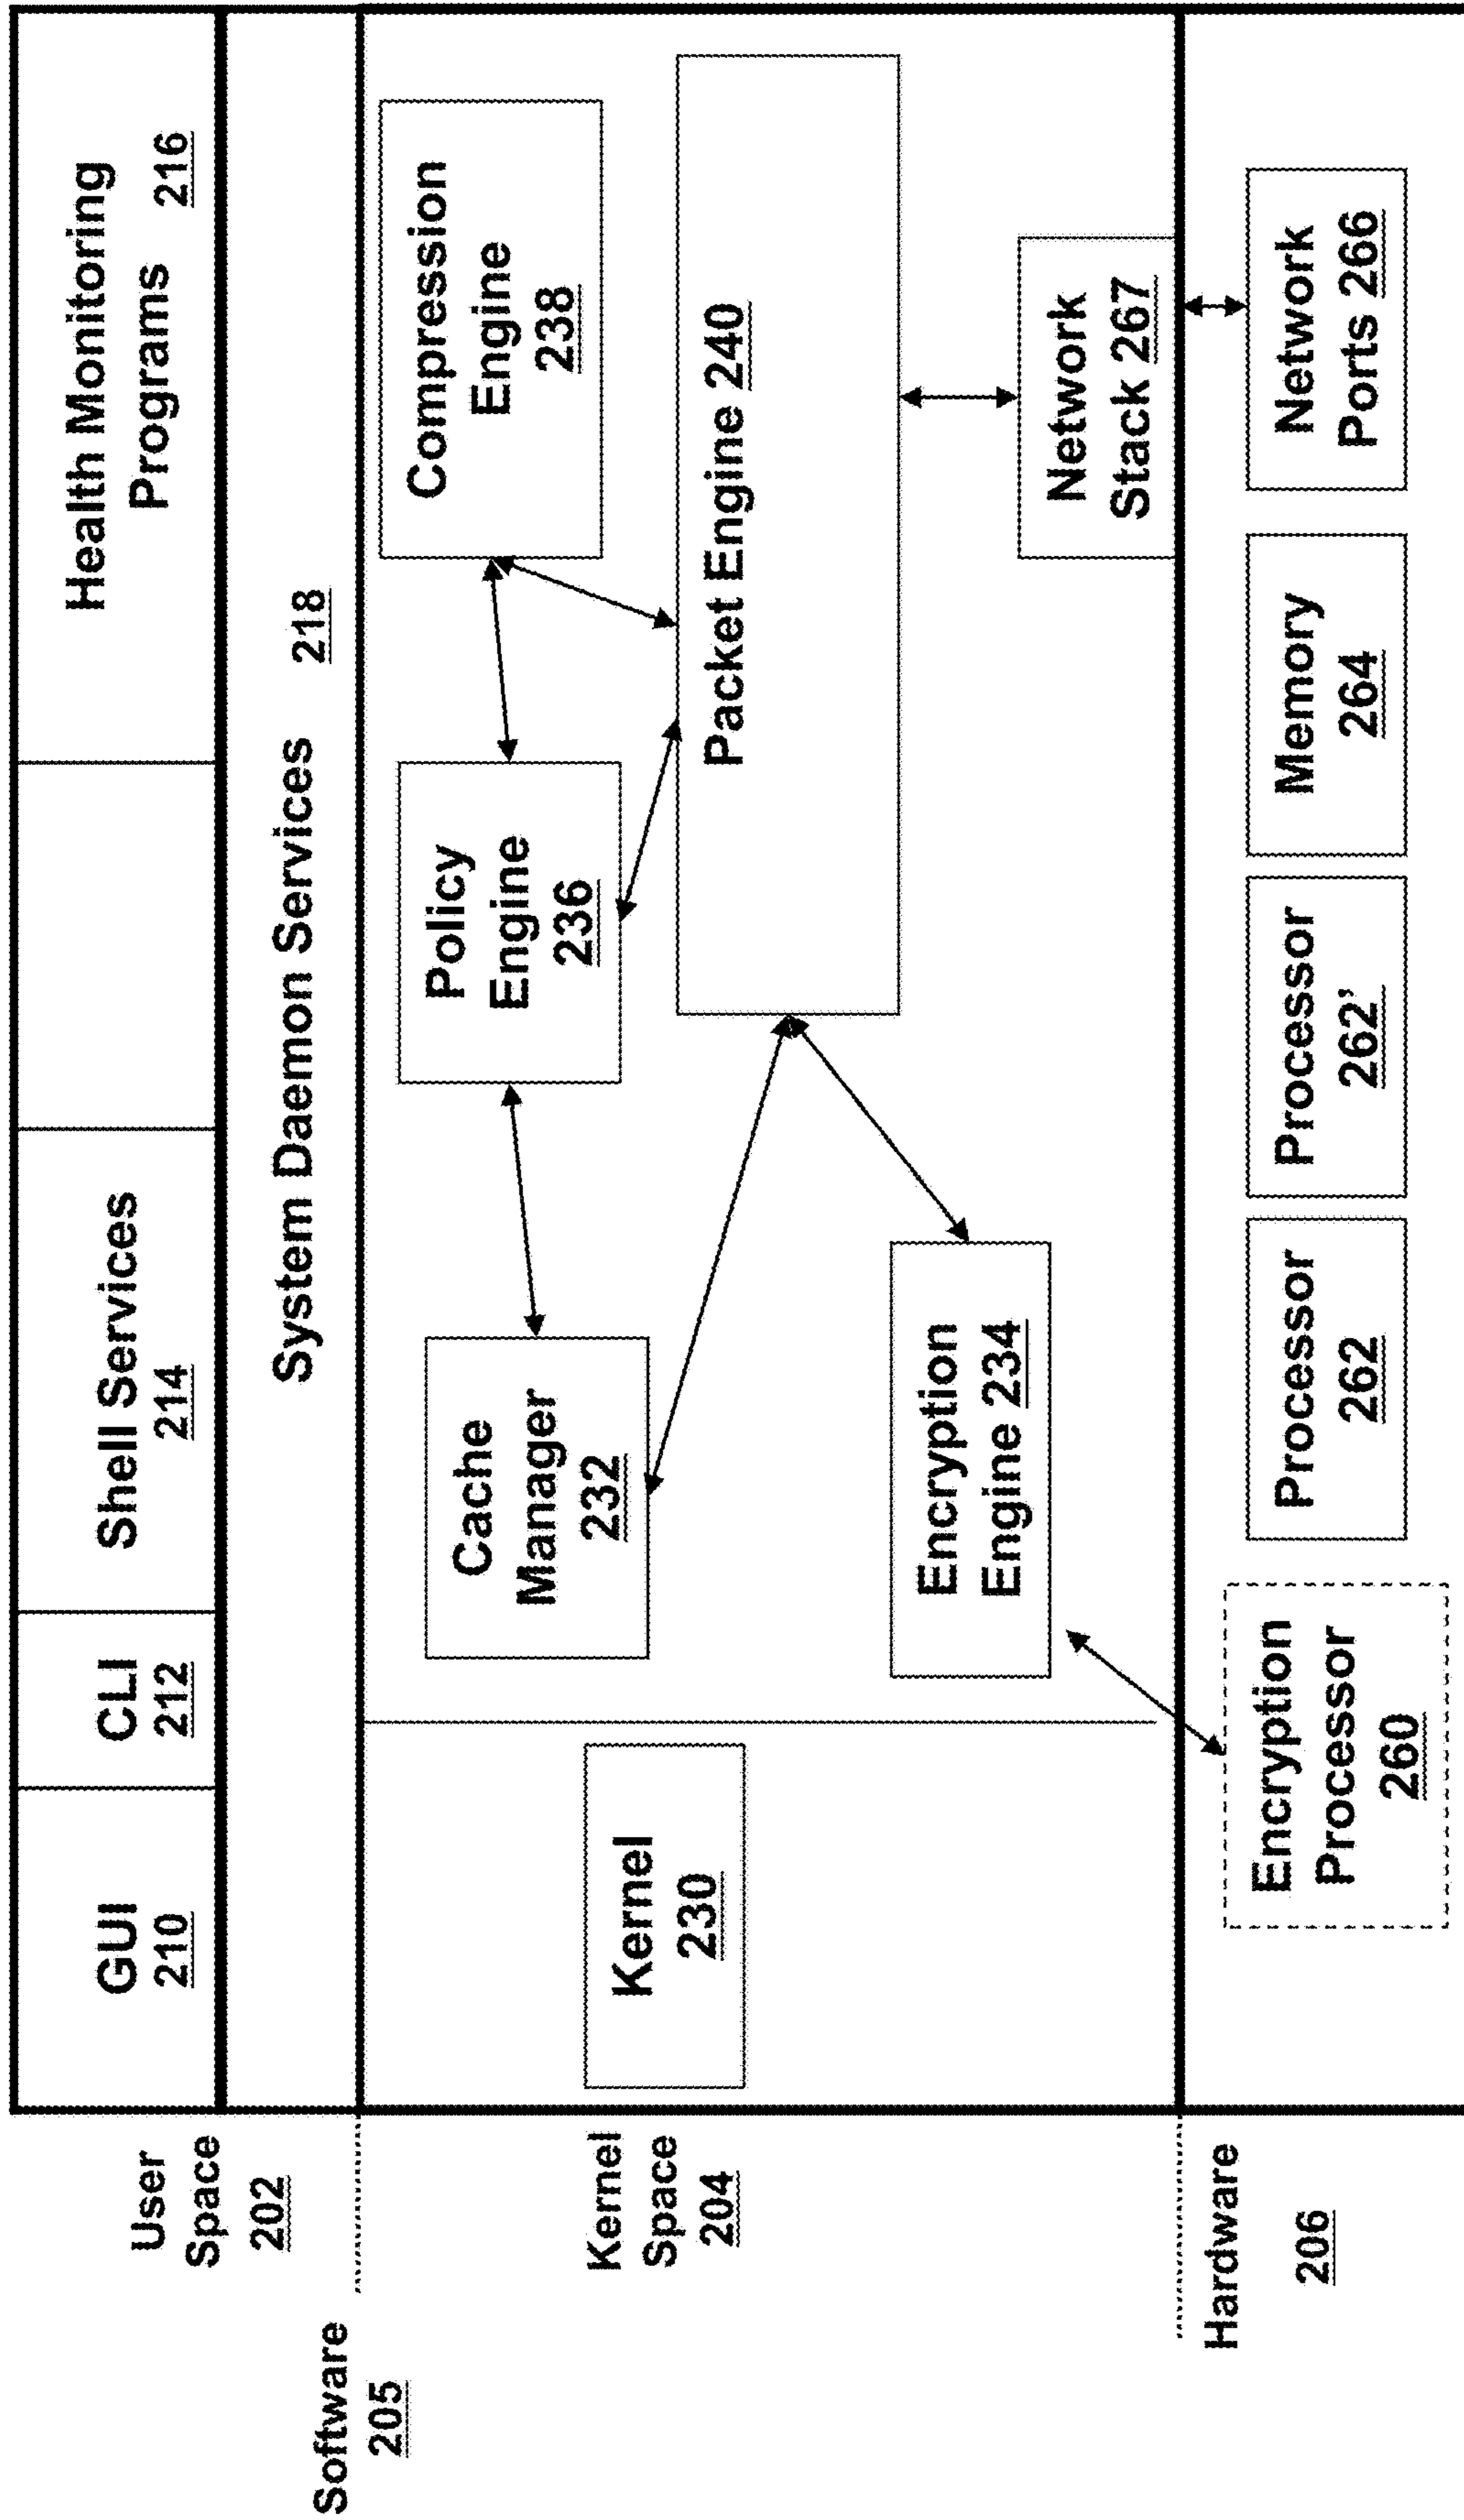 Software
205
User
Space
202
GUI
210
CLI
212
Shell Services
214
Health Monitoring
Programs 216
System Daemon Services 218
Kernel
Space
204
Kernel
230
Cache
Manager
232
Policy
Engine
236
Compression
Engine
238
Packet Engine 240
Encryption
Engine 234
Network
Stack 267
Hardware
206
Encryption
Processor
260
Processor
262
Processor
262’
Memory
264
Network
Ports 266